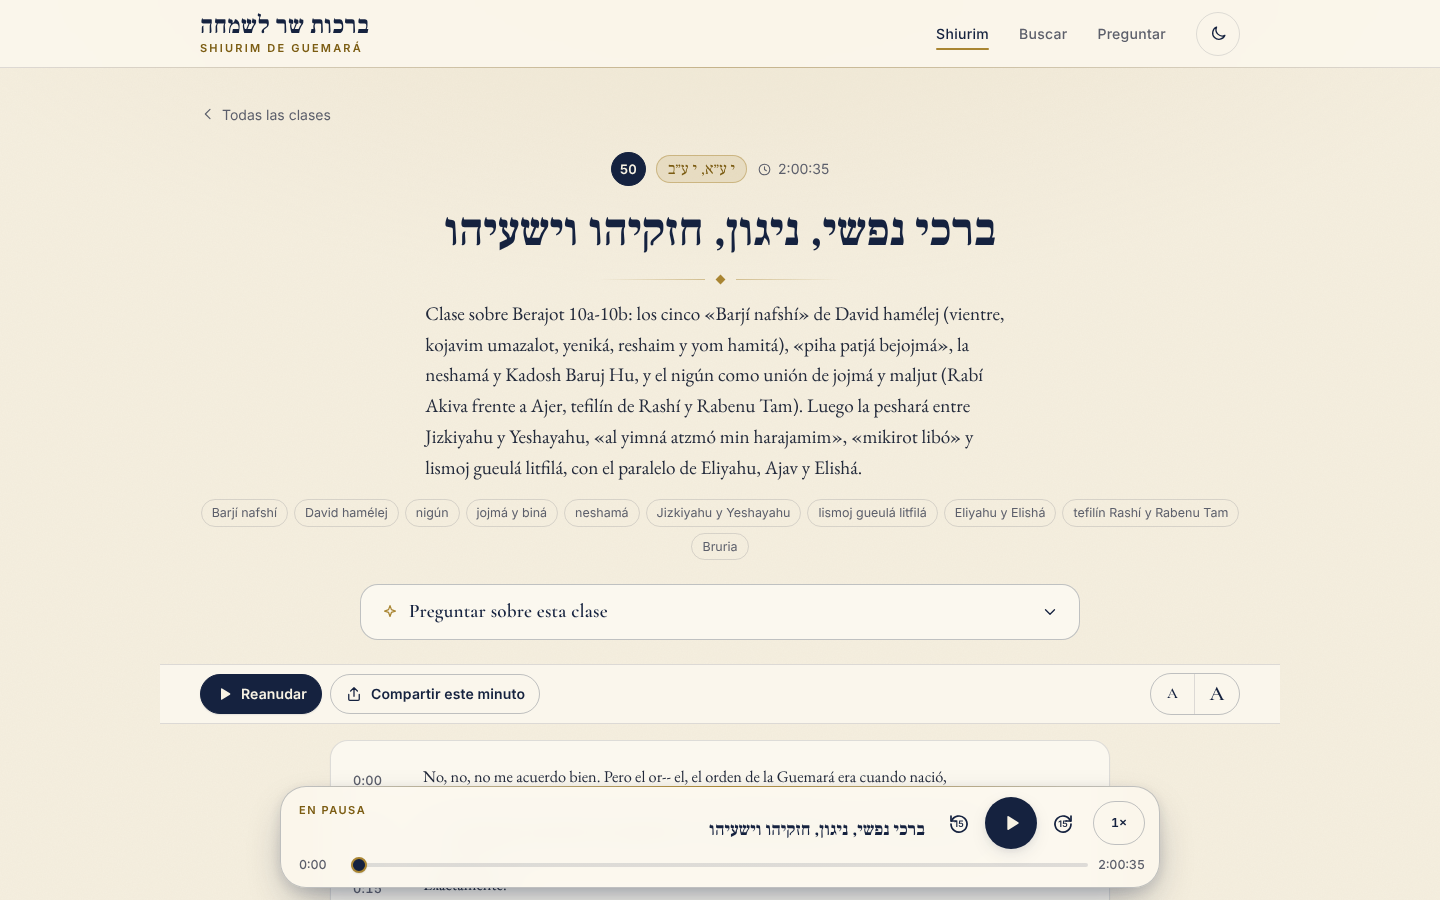 ברכות שר לשמחה
SHIURIM DE GUEMARÁ
Shiurim
Buscar
Preguntar
Todas las clases
50
י ע״א, י ע״ב
2:00:35
ברכי נפשי, ניגון, חזקיהו וישעיהו
Clase sobre Berajot 10a-10b: los cinco «Barjí nafshí» de David hamélej (vientre,
kojavim umazalot, yeniká, reshaim y yom hamitá), «piha patjá bejojmá», la
neshamá y Kadosh Baruj Hu, y el nigún como unión de jojmá y maljut (Rabí
Akiva frente a Ajer, tefilín de Rashí y Rabenu Tam). Luego la peshará entre
Jizkiyahu y Yeshayahu, «al yimná atzmó min harajamim», «mikirot libó» y
lismoj gueulá litfilá, con el paralelo de Eliyahu, Ajav y Elishá.
Barjí nafshí
David hamélej
nigún
jojmá y biná
neshamá
Jizkiyahu y Yeshayahu
lismoj gueulá litfilá
Eliyahu y Elishá
tefilín Rashí y Rabenu Tam
Bruria
Preguntar sobre esta clase
Reanudar
Compartir este minuto
A
A
0:00
No, no, no me acuerdo bien. Pero el or-- el, el orden de la Guemará era cuando nació,
EN PAUSA
ברכי נפשי, ניגון, חזקיהו וישעיהו
15
15
1×
0:00
2:00:35
0:15
Exactamente.